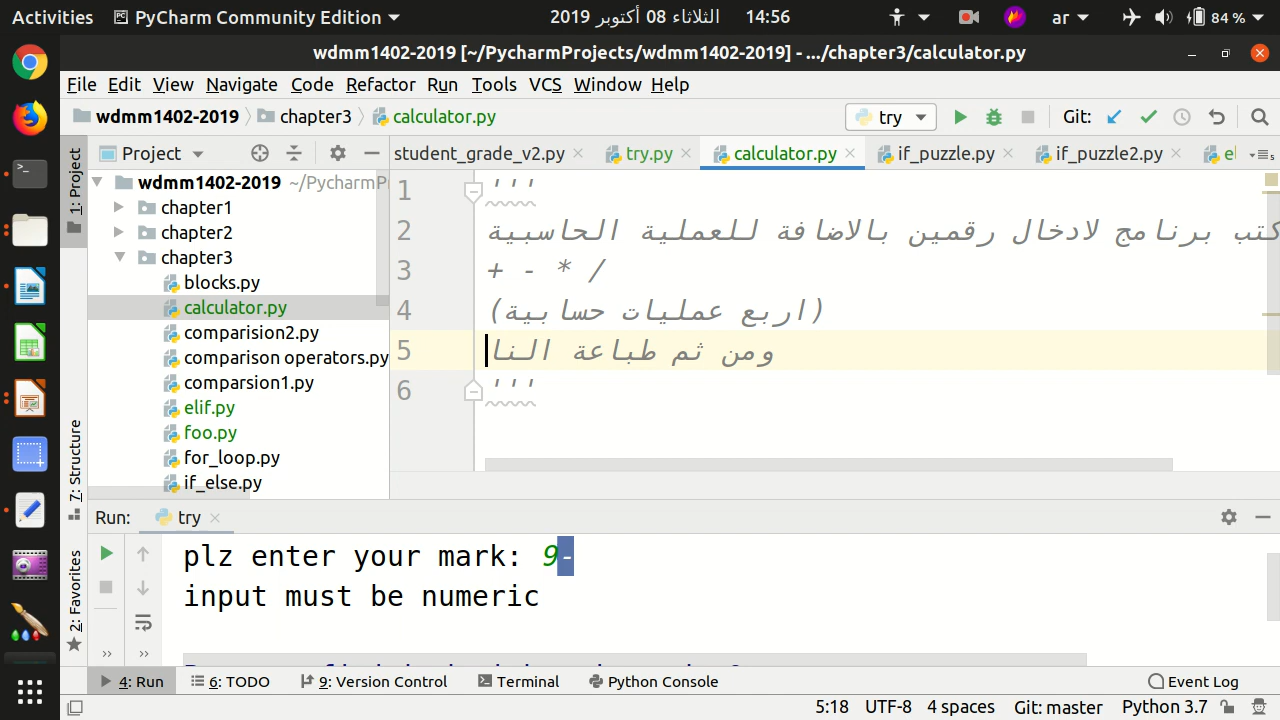 Activities PyCharm Community Edition الثلاثاء 08 أكتوبر 2019 14:56 ar 84 %
wdmm1402-2019 [~/PycharmProjects/wdmm1402-2019] - .../chapter3/calculator.py
File Edit View Navigate Code Refactor Run Tools VCS Window Help
wdmm1402-2019 chapter3 calculator.py try Git:
1: Project
Project
student_grade_v2.py try.py calculator.py if_puzzle.py if_puzzle2.py
wdmm1402-2019
chapter1
chapter2
chapter3
blocks.py
calculator.py
comparision2.py
comparison operators.py
comparsion1.py
elif.py
foo.py
for_loop.py
if_else.py
1 '''
2 كتب برنامج لادخال رقمين بالاضافة للعملية الحاسبية
3 + - * /
4 (اربع عمليات حسابية)
5 ومن ثم طباعة النا
6 '''
7: Structure
2: Favorites
Run: try
plz enter your mark: 9-
input must be numeric
4: Run 6: TODO 9: Version Control Terminal Python Console Event Log
5:18 UTF-8 4 spaces Git: master Python 3.7